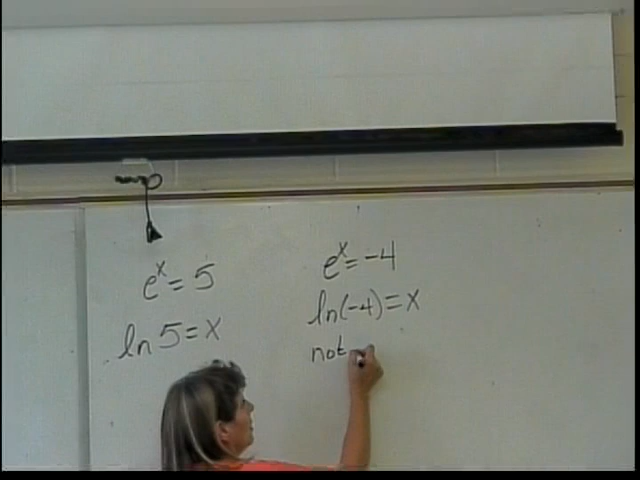 e^x = 5
ln 5 = x
e^x = -4
ln(-4) = x
not